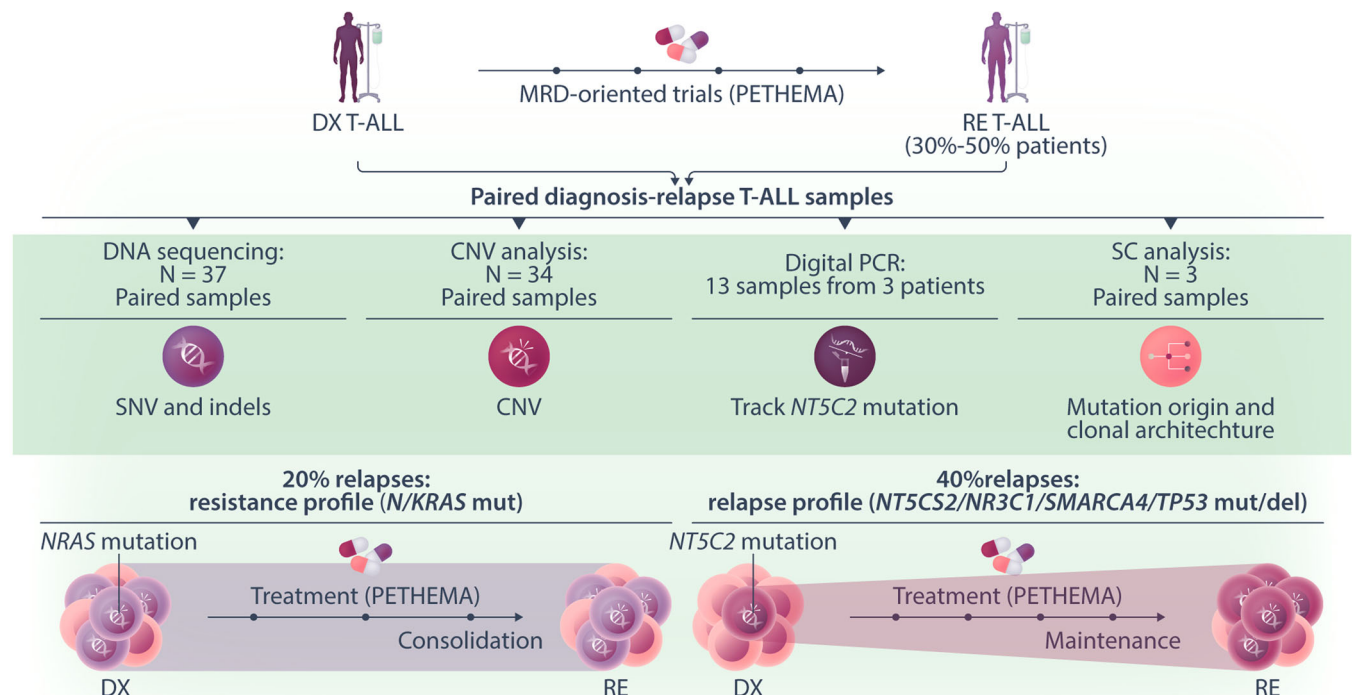 MRD-oriented trials (PETHEMA)
DX T-ALL
RE T-ALL
(30%-50% patients)
Paired diagnosis-relapse T-ALL samples
DNA sequencing:
N = 37
Paired samples
SNV and indels
CNV analysis:
N = 34
Paired samples
CNV
Digital PCR:
13 samples from 3 patients
Track NT5C2 mutation
SC analysis:
N = 3
Paired samples
Mutation origin and
clonal architechture
20% relapses:
resistance profile (N/KRAS mut)
NRAS mutation
Treatment (PETHEMA)
Consolidation
DX
RE
40%relapses:
relapse profile (NT5CS2/NR3C1/SMARCA4/TP53 mut/del)
NT5C2 mutation
Treatment (PETHEMA)
Maintenance
DX
RE